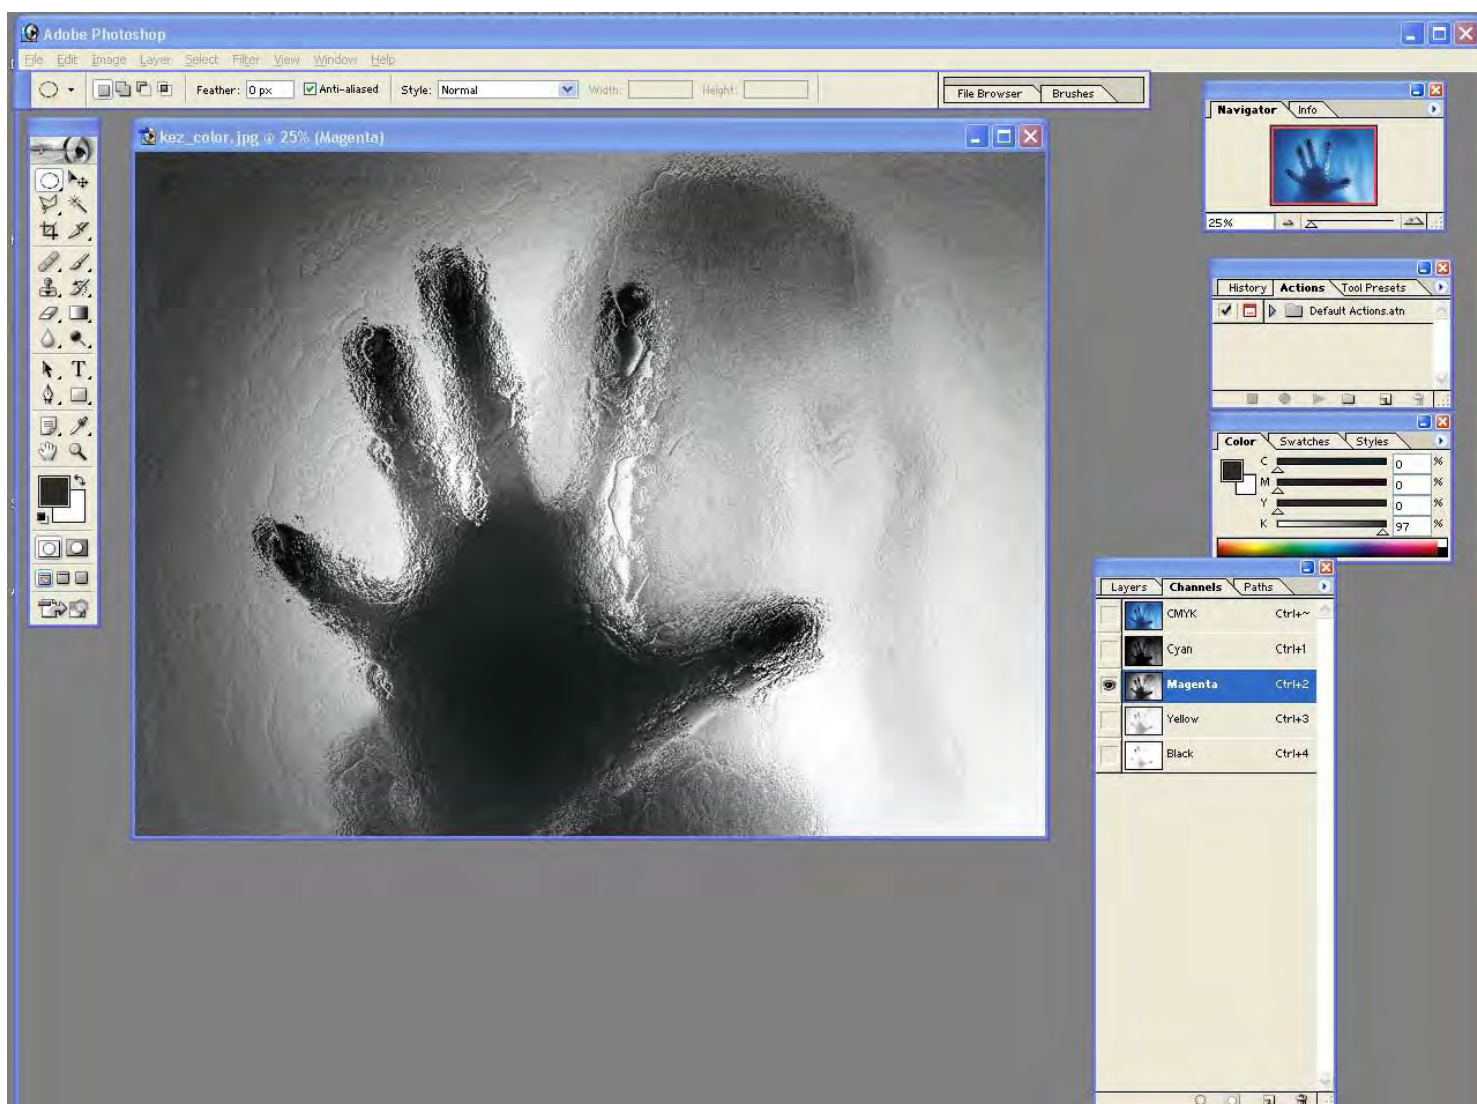 Adobe Photoshop
File Edit Image Layer Select Filter View Window Help
Feather: 0 px Anti-aliased Style: Normal Width: Height: File Browser Brushes
kez_color.jpg @ 25% (Magenta)
Navigator Info
25%
History Actions Tool Presets
Default Actions.atn
Color Swatches Styles
C 0 %
M 0 %
Y 0 %
K 97 %
Layers Channels Paths
CMYK Ctrl+~
Cyan Ctrl+1
Magenta Ctrl+2
Yellow Ctrl+3
Black Ctrl+4